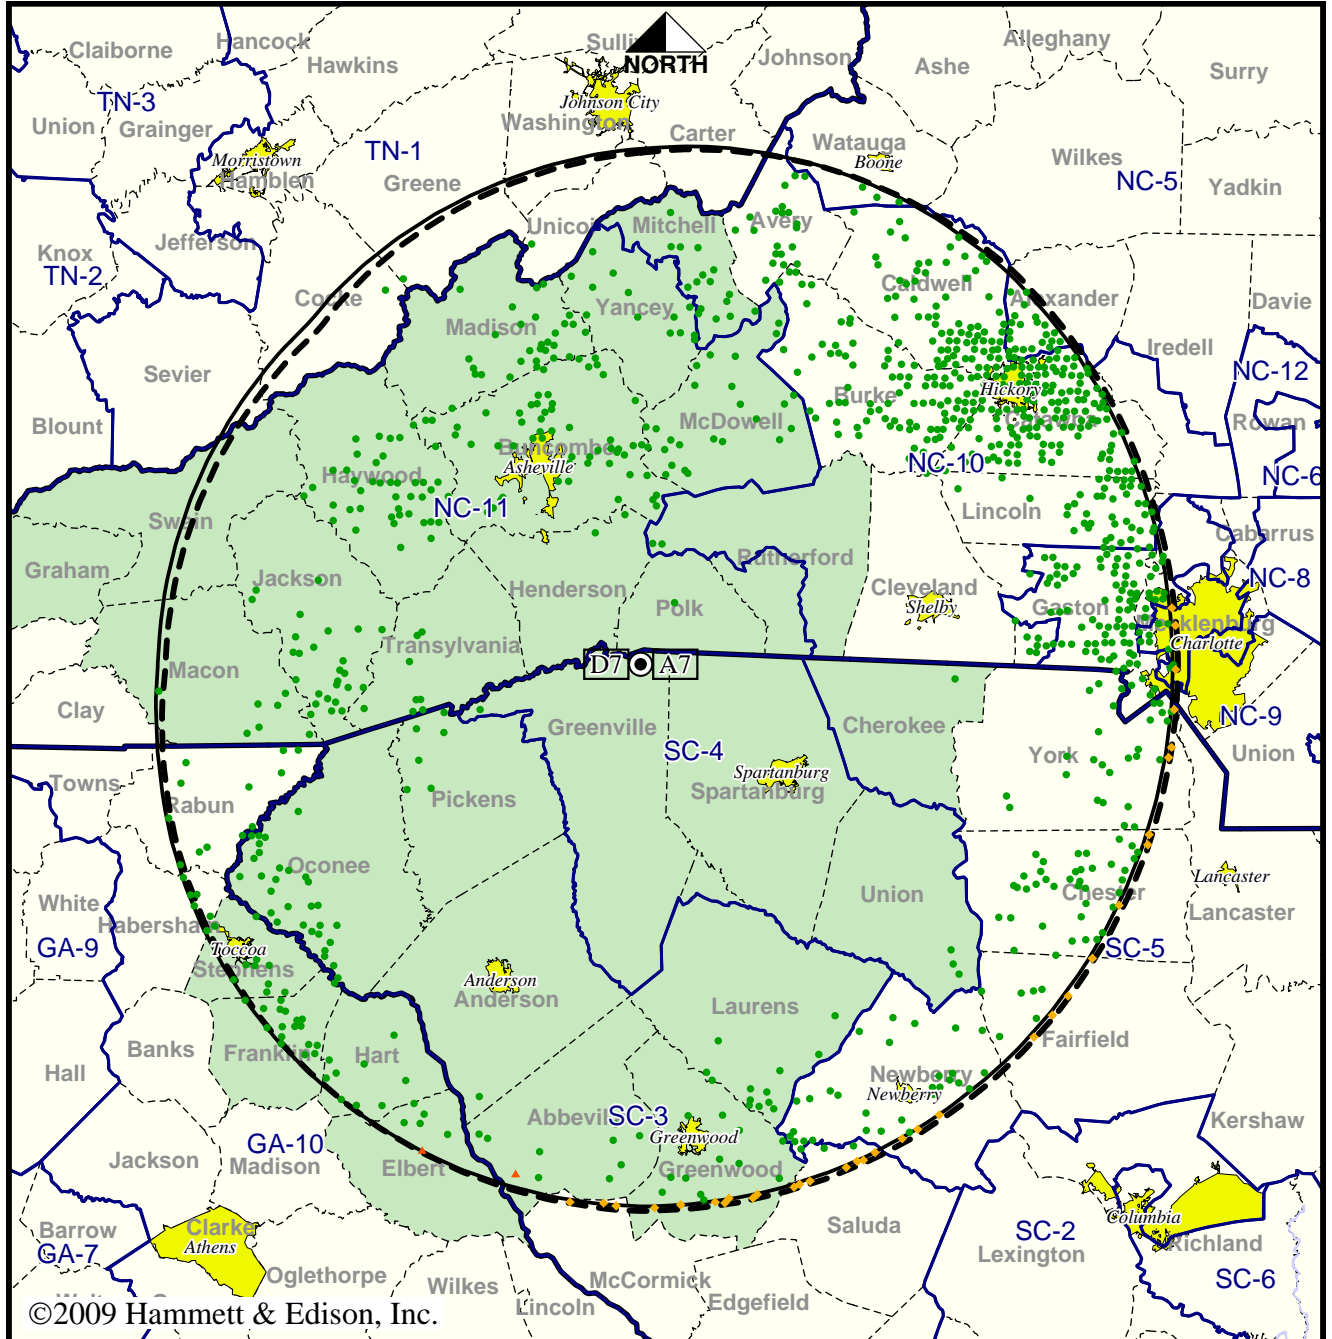 Claiborne
Hancock
Hawkins
NORTH
Johnson
Ashe
Alleghany
Surry
TN-3
Union
Grainger
Johnson City
Washington
Carter
Watauga
Boone
Wilkes
NC-5
Yadkin
TN-1
Morristown
Hamblen
Greene
Knox
TN-2
Jefferson
Unicoi
Mitchell
Avery
Cocke
Madison
Yancey
Caldwell
Alexander
Davie
Iredell
NC-12
Sevier
Blount
Hickory
Burke
Catawba
McDowell
Rowan
NC-10
NC-6
Buncombe
Asheville
Haywood
NC-11
Swain
Lincoln
Cabarrus
Graham
Jackson
Henderson
Rutherford
Polk
Cleveland
Shelby
Gaston
NC-8
Mecklenburg
Charlotte
Transylvania
Macon
D7
A7
Clay
Greenville
Cherokee
NC-9
SC-4
York
Union
Towns
Rabun
Pickens
Spartanburg
Spartanburg
Oconee
Union
Chester
Lancaster
Lancaster
White
Habersham
GA-9
Toccoa
Stephens
SC-5
Anderson
Anderson
Laurens
Banks
Franklin
Hart
Fairfield
Hall
Newberry
Newberry
Abbeville
SC-3
Greenwood
Greenwood
Kershaw
GA-10
Jackson
Madison
Elbert
Barrow
GA-7
Clarke
Athens
Saluda
SC-2
Lexington
Columbia
Richland
SC-6
Oglethorpe
Wilkes
Lincoln
McCormick
Edgefield
©2009 Hammett & Edison, Inc.